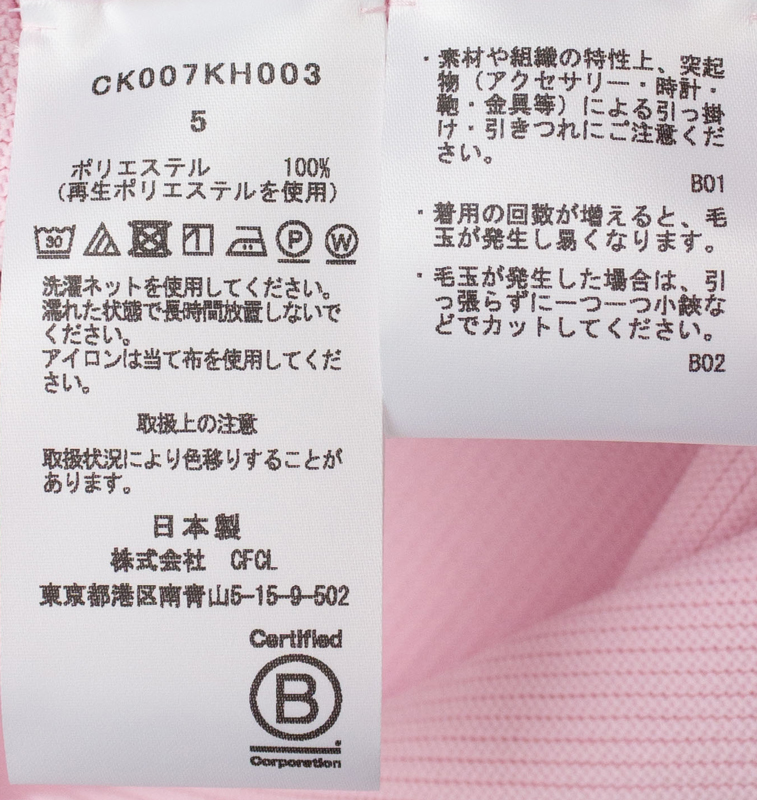 CK007KH003
5
ポリエステル 100%
(再生ポリエステルを使用)
30 P W
洗濯ネットを使用してください。
濡れた状態で長時間放置しないで
ください。
アイロンは当て布を使用してくだ
さい。
取扱上の注意
取扱状況により色移りすることが
あります。
日本製
株式会社 CFCL
東京都港区南青山5-15-9-502
Certified
B
Corporation
・素材や組織の特性上、突起
物（アクセサリー・時計・
鞄・金具等）による引っ掛
け・引きつれにご注意くだ
さい。
B01
・着用の回数が増えると、毛
玉が発生し易くなります。
・毛玉が発生した場合は、引
っ張らずに一つ一つ小鋏な
どでカットしてください。
B02